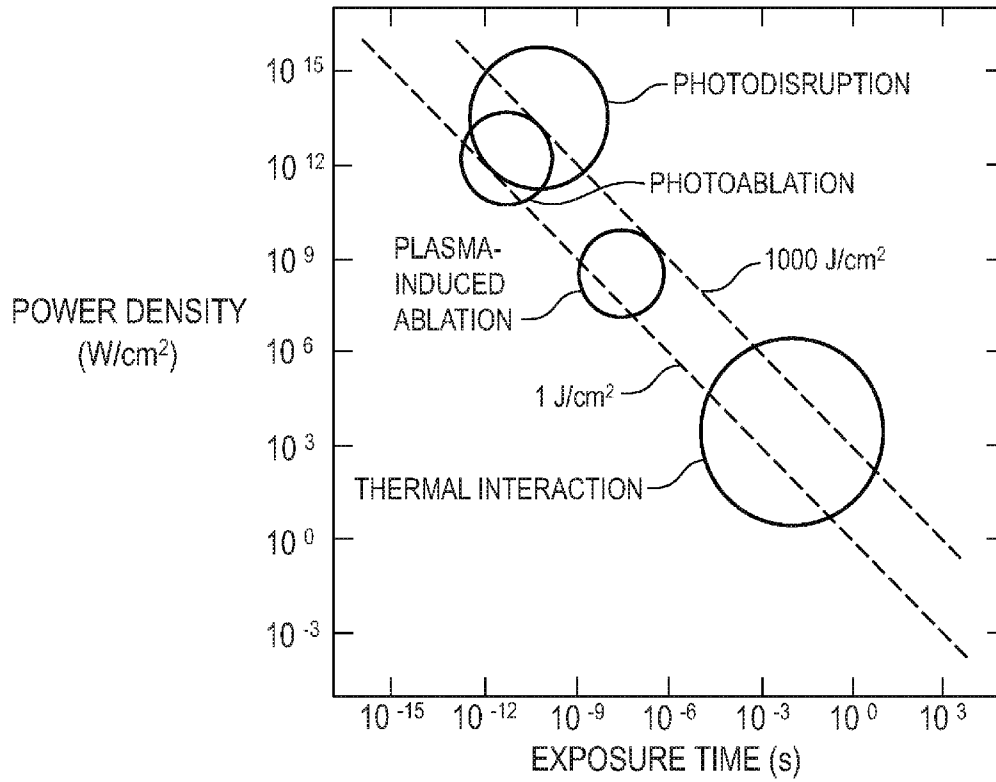 10 15
10 12
10 9
10 6
10 3
10 0
10 -3
POWER DENSITY
(W/cm2)
PHOTODISRUPTION
PHOTOABLATION
PLASMA-
INDUCED
ABLATION
1000 J/cm2
1 J/cm2
THERMAL INTERACTION
10 -15
10 -12
10 -9
10 -6
10 -3
10 0
10 3
EXPOSURE TIME (s)